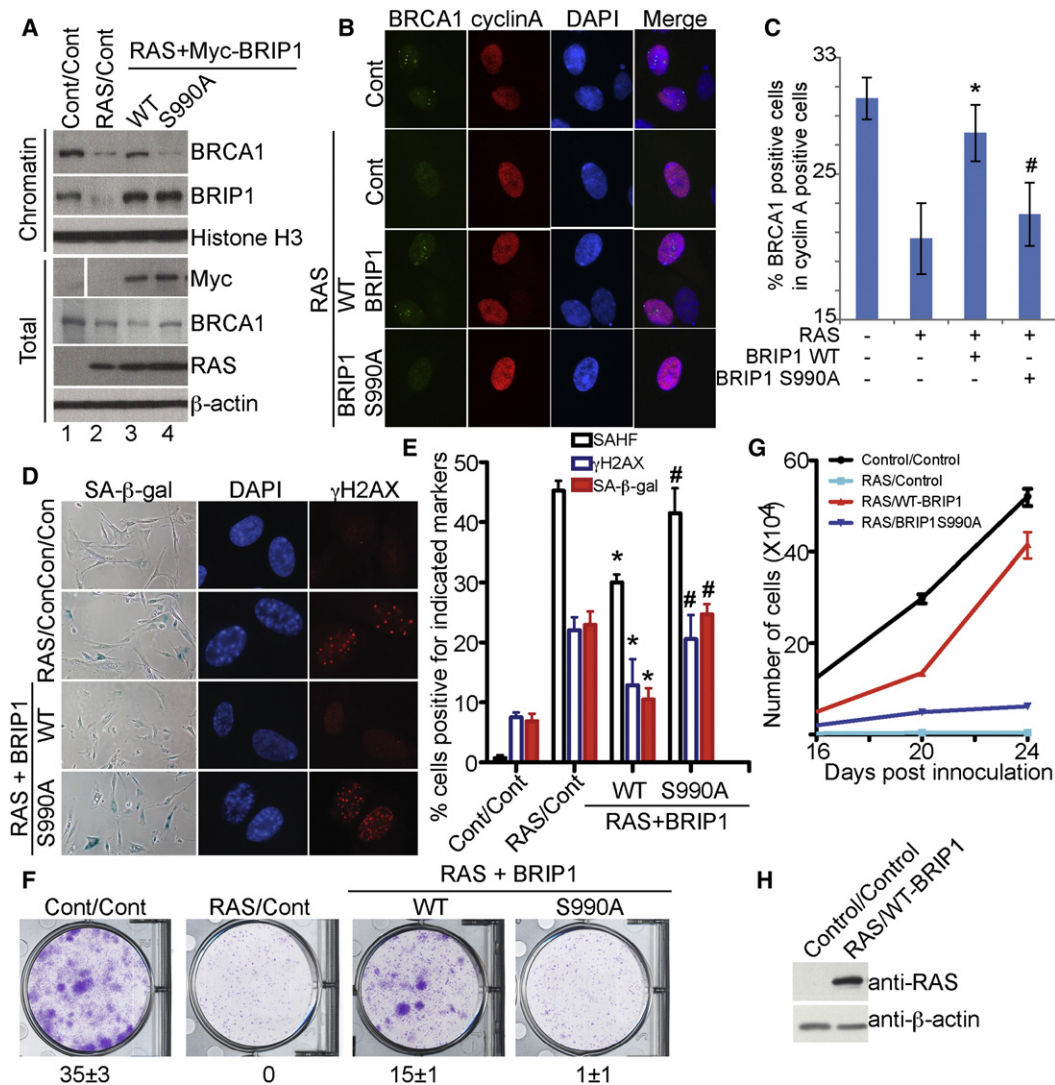 A
Cont/Cont
RAS/Cont
RAS+Myc-BRIP1
WT
S990A
Chromatin
BRCA1
BRIP1
Histone H3
Total
Myc
BRCA1
RAS
β-actin
1 2 3 4
B
BRCA1 cyclinA DAPI Merge
Cont
RAS
Cont
WT
BRIP1
BRIP1
S990A
C
% BRCA1 positive cells
in cyclin A positive cells
33
25
15
*
#
RAS - + + +
BRIP1 WT - - + -
BRIP1 S990A - - - +
D
SA-β-gal DAPI γH2AX
Con/Con
RAS/Con
RAS + BRIP1
WT
S990A
E
% cells positive for indicated markers
SAHF
γH2AX
SA-β-gal
50
40
30
20
10
0
* * *
# # #
Cont/Cont
RAS/Cont
WT S990A
RAS+BRIP1
F
RAS + BRIP1
Cont/Cont RAS/Cont WT S990A
35±3 0 15±1 1±1
G
Number of cells (X10⁴)
60
40
20
Control/Control
RAS/Control
RAS/WT-BRIP1
RAS/BRIP1S990A
16 20 24
Days post innoculation
H
Control/Control
RAS/WT-BRIP1
anti-RAS
anti-β-actin